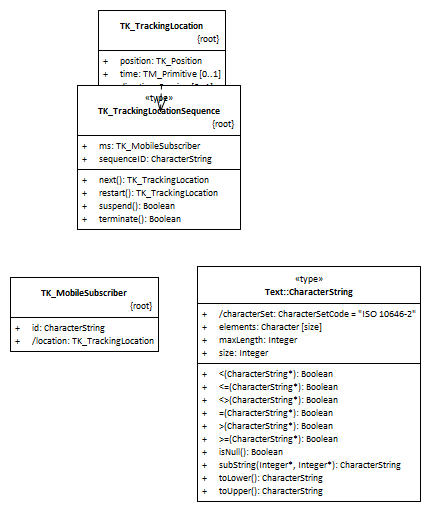 TK_TrackingLocation
{root}
+ position: TK_Position
+ time: TM_Primitive [0..1]
«type»
TK_TrackingLocationSequence
{root}
+ ms: TK_MobileSubscriber
+ sequenceID: CharacterString
+ next(): TK_TrackingLocation
+ restart(): TK_TrackingLocation
+ suspend(): Boolean
+ terminate(): Boolean
TK_MobileSubscriber
{root}
+ id: CharacterString
+ /location: TK_TrackingLocation
«type»
Text::CharacterString
+ /characterSet: CharacterSetCode = "ISO 10646-2"
+ elements: Character [size]
+ maxLength: Integer
+ size: Integer
+ <(CharacterString*): Boolean
+ <=(CharacterString*): Boolean
+ <>(CharacterString*): Boolean
+ =(CharacterString*): Boolean
+ >(CharacterString*): Boolean
+ >=(CharacterString*): Boolean
+ isNull(): Boolean
+ subString(Integer*, Integer*): CharacterString
+ toLower(): CharacterString
+ toUpper(): CharacterString